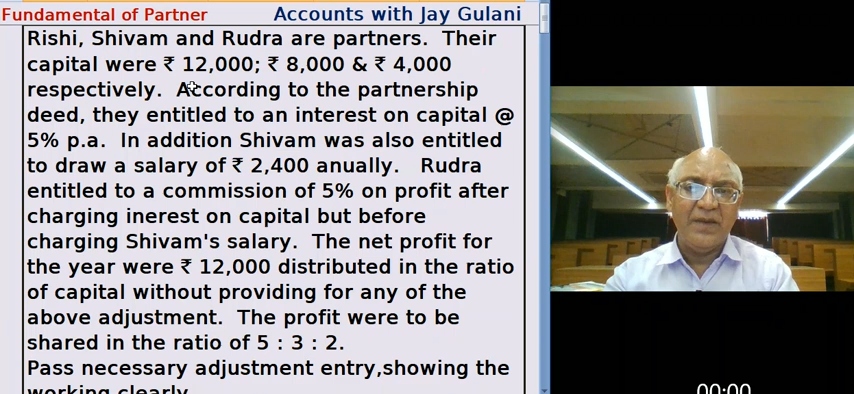 Fundamental of Partner
Accounts with Jay Gulani
Rishi, Shivam and Rudra are partners. Their
capital were ₹ 12,000; ₹ 8,000 & ₹ 4,000
respectively. According to the partnership
deed, they entitled to an interest on capital @
5% p.a. In addition Shivam was also entitled
to draw a salary of ₹ 2,400 anually. Rudra
entitled to a commission of 5% on profit after
charging inerest on capital but before
charging Shivam's salary. The net profit for
the year were ₹ 12,000 distributed in the ratio
of capital without providing for any of the
above adjustment. The profit were to be
shared in the ratio of 5 : 3 : 2.
Pass necessary adjustment entry,showing the
working clearly
00:00